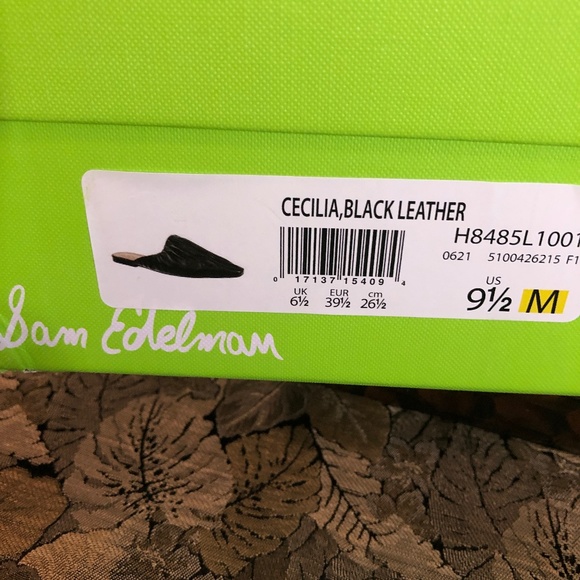 CECILIA,BLACK LEATHER
H8485L1001
0621 5100426215 F1
0 17137 15409 4
UK EUR cm US
6½ 39½ 26½ 9½ M
Sam Edelman